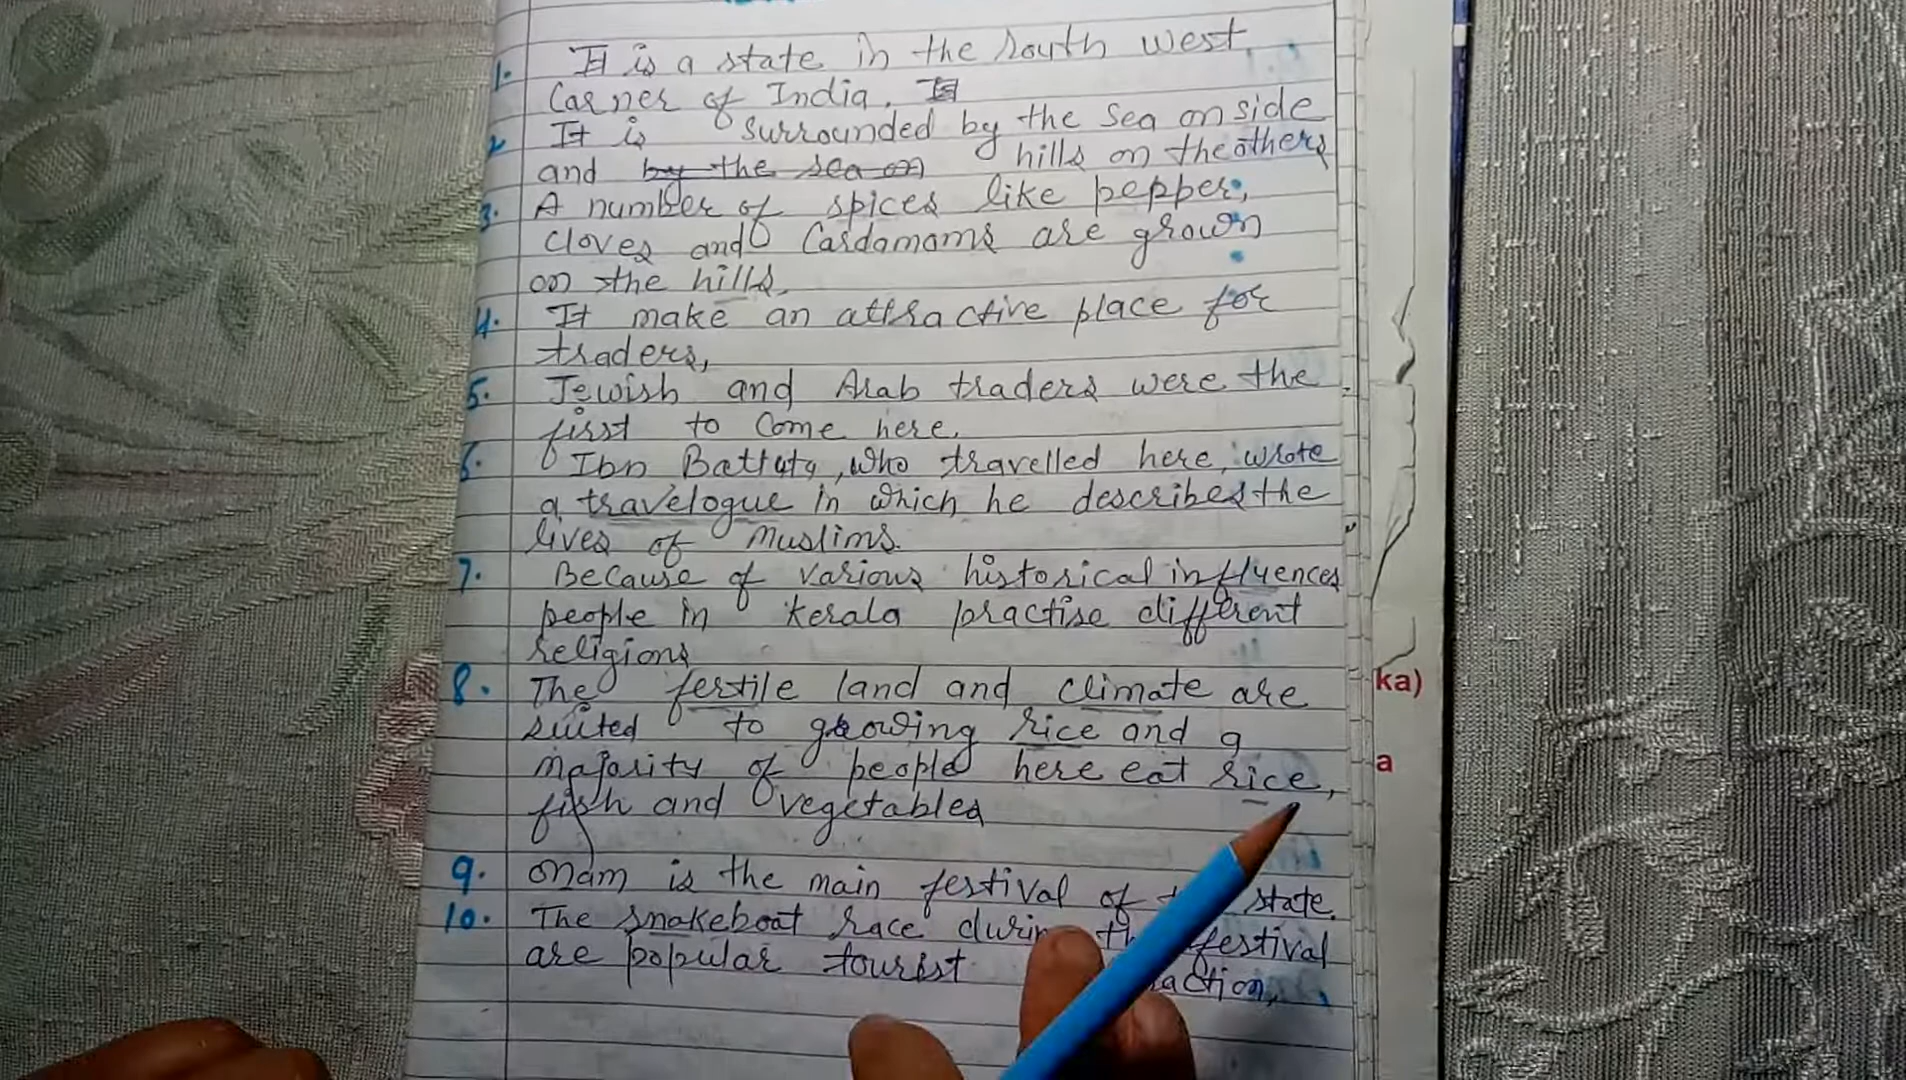 1. It is a state in the south west
Corner of India. It
2 It is surrounded by the Sea on side
and by the sea on hills on the others
3. A number of spices like pepper,
Cloves and Cardamoms are grown
on the hills.
4. It make an attractive place for
traders,
5. Jewish and Arab traders were the
first to Come here.
6. Ibn Battuta, who travelled here, wrote
a travelogue in which he describes the
lives of Muslims.
7. Because of various historical influences
people in Kerala practise different
religions
8. The fertile land and climate are
suited to growing rice and a
majority of people here eat rice,
fish and vegetables
9. Onam is the main festival of state.
10. The snakeboat race during festival
are popular tourist
ka)
a